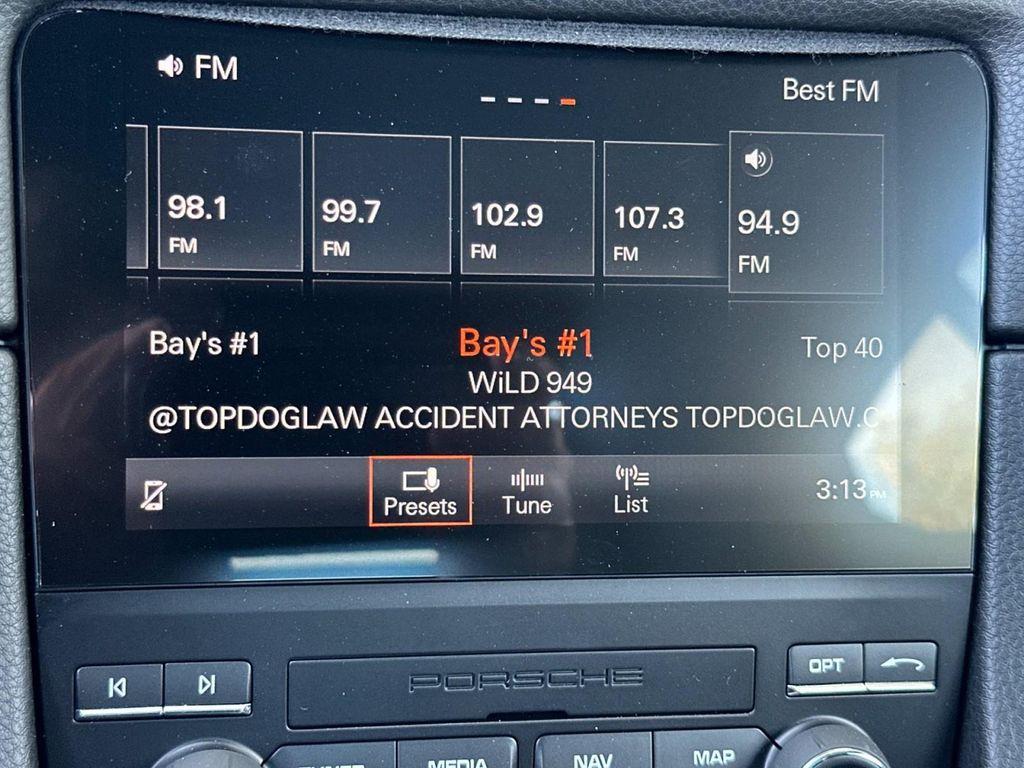 FM
Best FM
98.1
FM
99.7
FM
102.9
FM
107.3
FM
94.9
FM
Bay's #1
Bay's #1
Top 40
WiLD 949
@TOPDOGLAW ACCIDENT ATTORNEYS TOPDOGLAW.C
Presets
Tune
List
3:13 PM
PORSCHE
OPT
TUNER
MEDIA
NAV
MAP